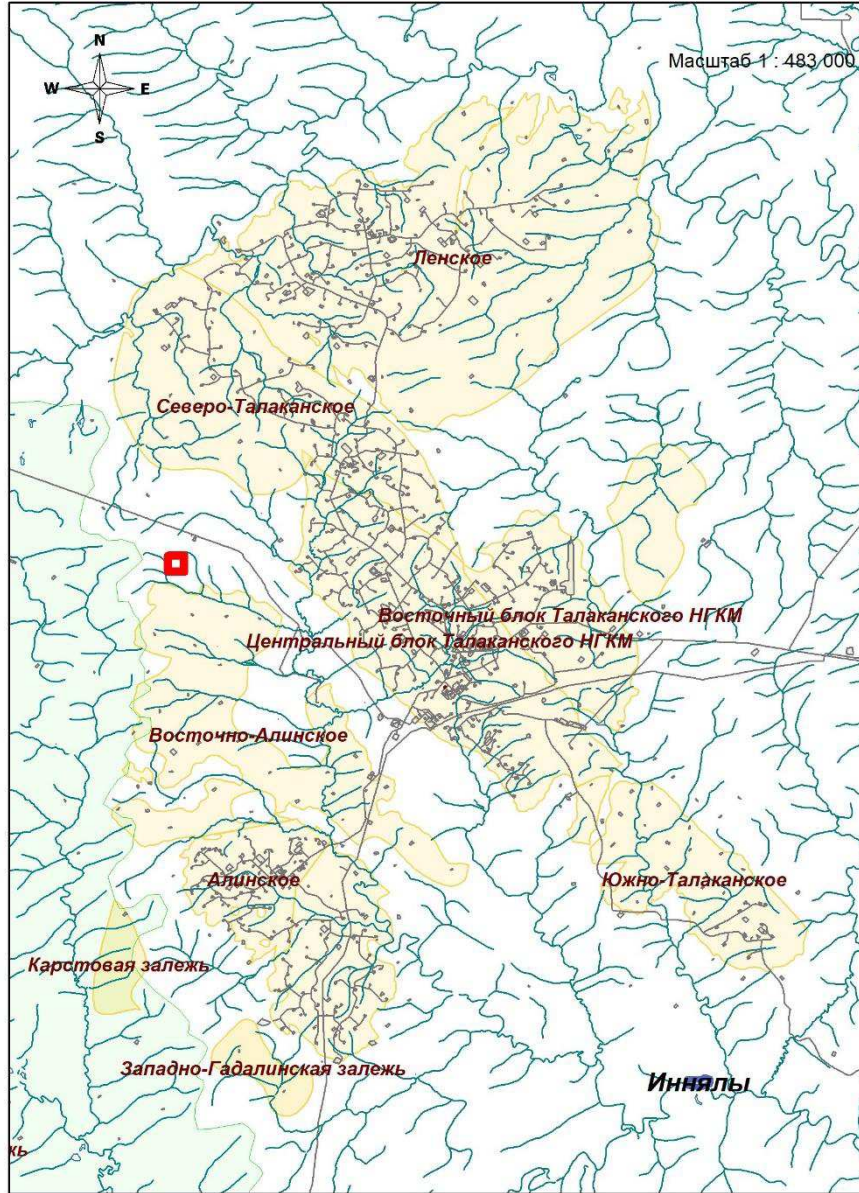 N
Масштаб 1 : 483 000
W E
S
Ленское
Северо-Талаканское
Восточный блок Талаканского НГКМ
Центральный блок Талаканского НГКМ
Восточно-Алинское
Алинское
Южно-Талаканское
Карстовая залежь
Западно-Гадалинская залежь
Иннялы
жь